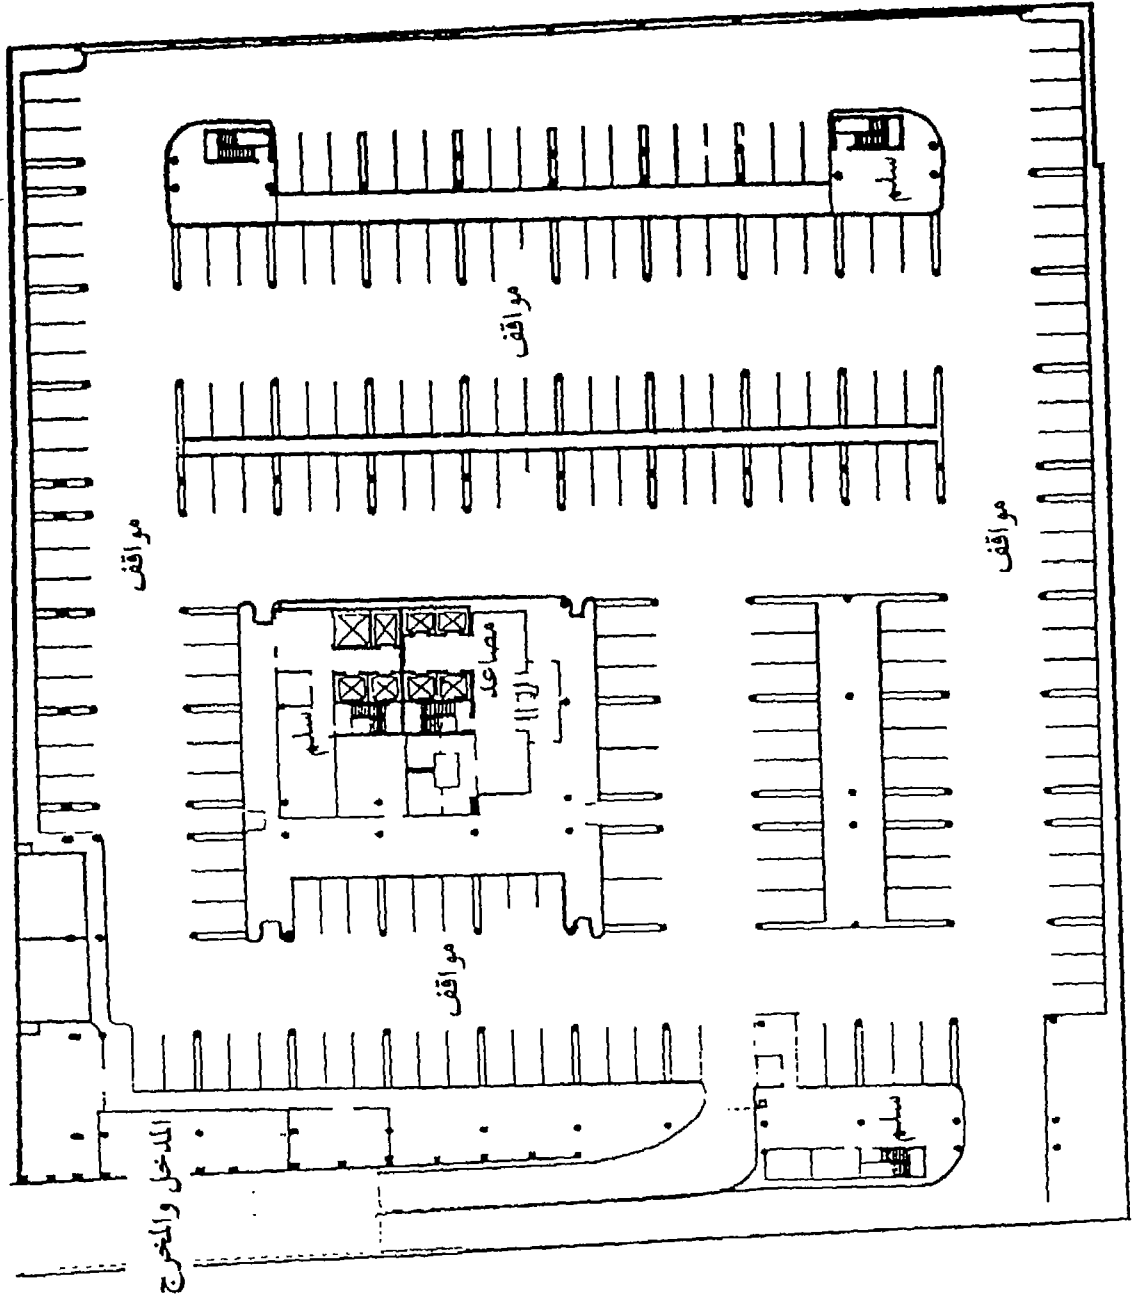 سلم
مواقف
مواقف
مواقف
مصاعد
سلم
مواقف
سلم
المدخل والمخرج